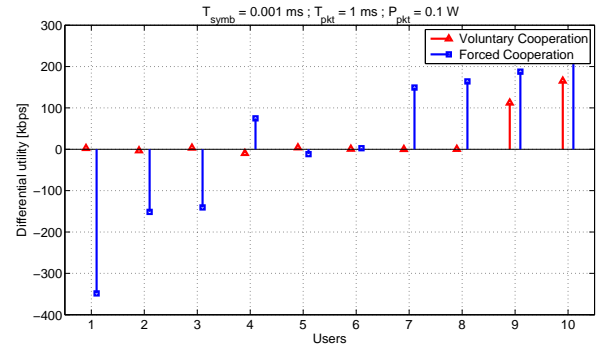 T_symb = 0.001 ms ; T_pkt = 1 ms ; P_pkt = 0.1 W
Voluntary Cooperation
Forced Cooperation
Differential utility [kbps]
300
200
100
0
−100
−200
−300
−400
1 2 3 4 5 6 7 8 9 10
Users